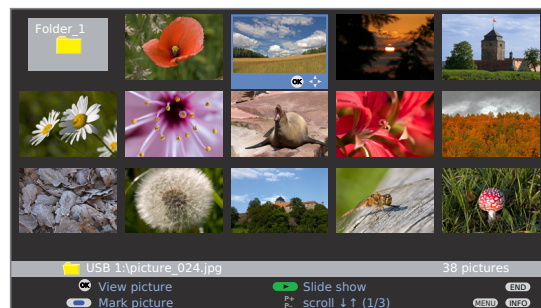 Folder_1
OK
USB 1:\picture_024.jpg 38 pictures
OK View picture Slide show END
Mark picture P+ P- scroll ↓↑ (1/3) MENU INFO